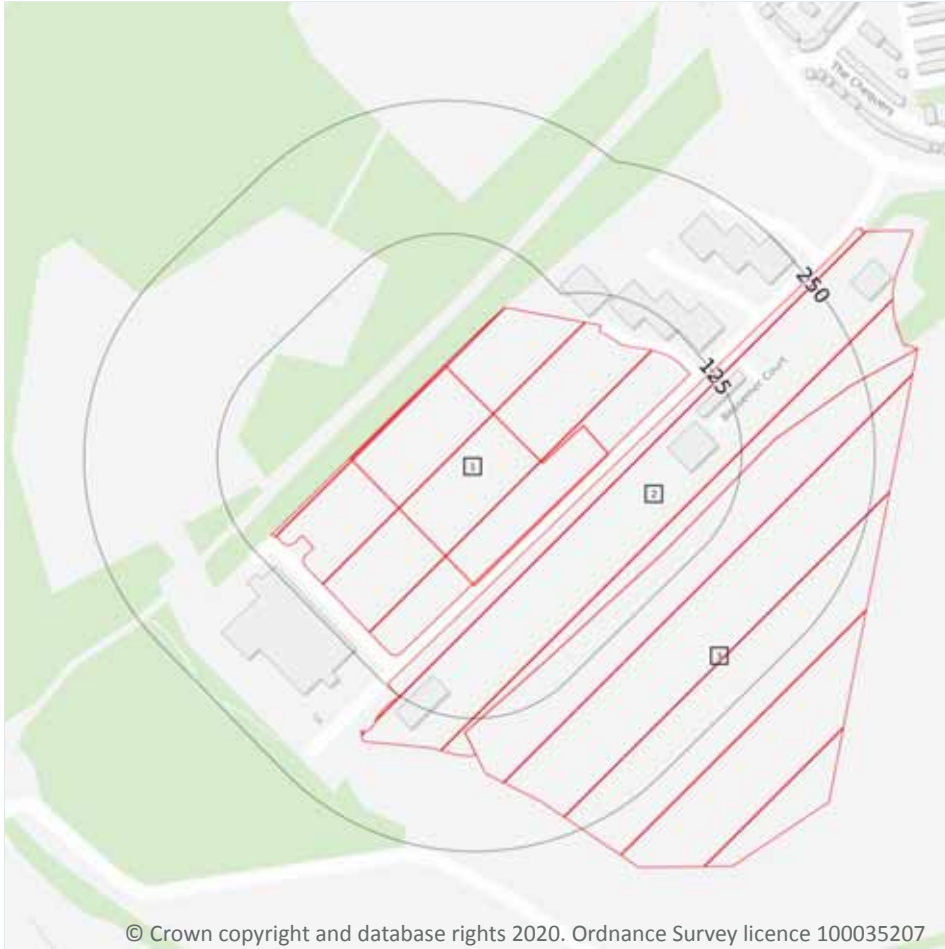 The Chequers
250
125
Bessemer Court
1
2
3
© Crown copyright and database rights 2020. Ordnance Survey licence 100035207